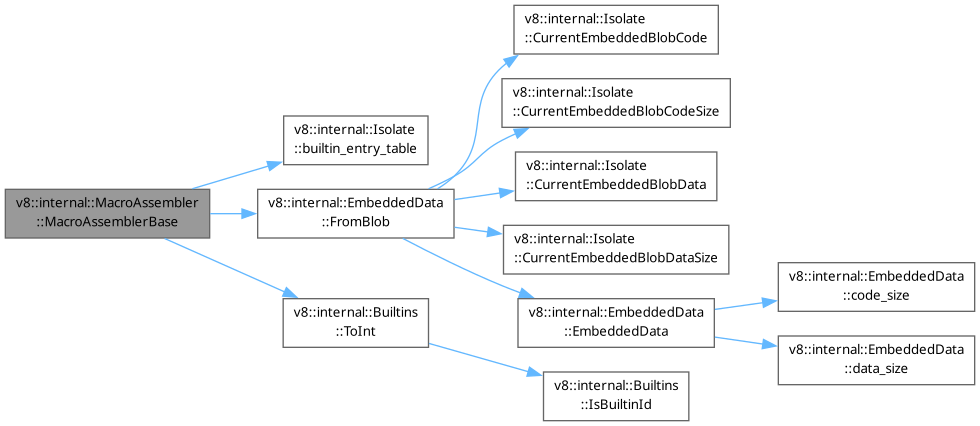 v8::internal::Isolate
::CurrentEmbeddedBlobCode
v8::internal::Isolate
::CurrentEmbeddedBlobCodeSize
v8::internal::Isolate
::builtin_entry_table
v8::internal::Isolate
::CurrentEmbeddedBlobData
v8::internal::MacroAssembler
::MacroAssemblerBase
v8::internal::EmbeddedData
::FromBlob
v8::internal::Isolate
::CurrentEmbeddedBlobDataSize
v8::internal::EmbeddedData
::code_size
v8::internal::Builtins
::ToInt
v8::internal::EmbeddedData
::EmbeddedData
v8::internal::EmbeddedData
::data_size
v8::internal::Builtins
::IsBuiltinId